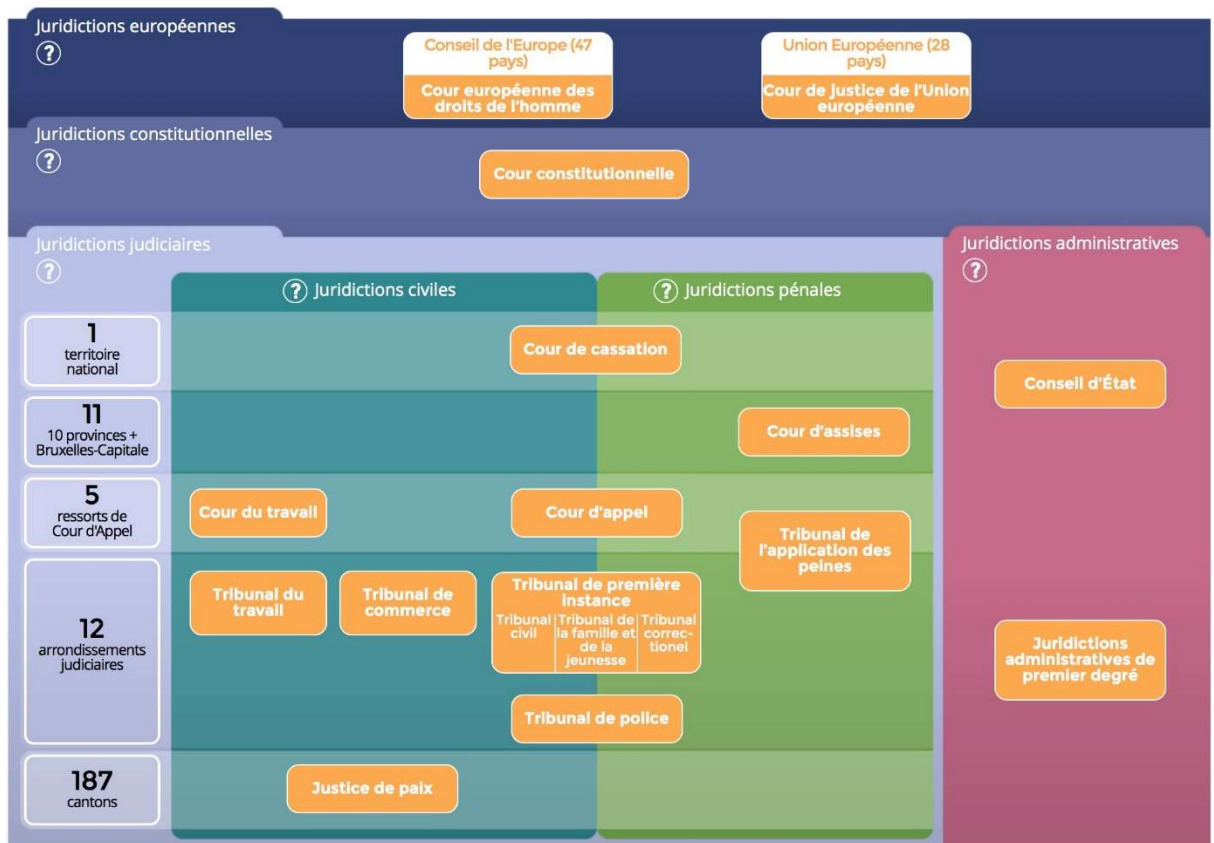 Juridictions européennes
?
Conseil de l'Europe (47
pays)
Cour européenne des
droits de l'homme
Union Européenne (28
pays)
Cour de justice de l'Union
européenne
Juridictions constitutionnelles
?
Cour constitutionnelle
Juridictions judiciaires
?
Juridictions administratives
?
? Juridictions civiles
? Juridictions pénales
1
territoire
national
Cour de cassation
Conseil d'État
11
10 provinces +
Bruxelles-Capitale
Cour d'assises
5
ressorts de
Cour d'Appel
Cour du travail
Cour d'appel
Tribunal de
l'application des
peines
12
arrondissements
judiciaires
Tribunal du
travail
Tribunal de
commerce
Tribunal de première
instance
Tribunal
civil
Tribunal de
la famille et
de la
jeunesse
Tribunal
correc-
tionel
Juridictions
administratives de
premier degré
Tribunal de police
187
cantons
Justice de paix